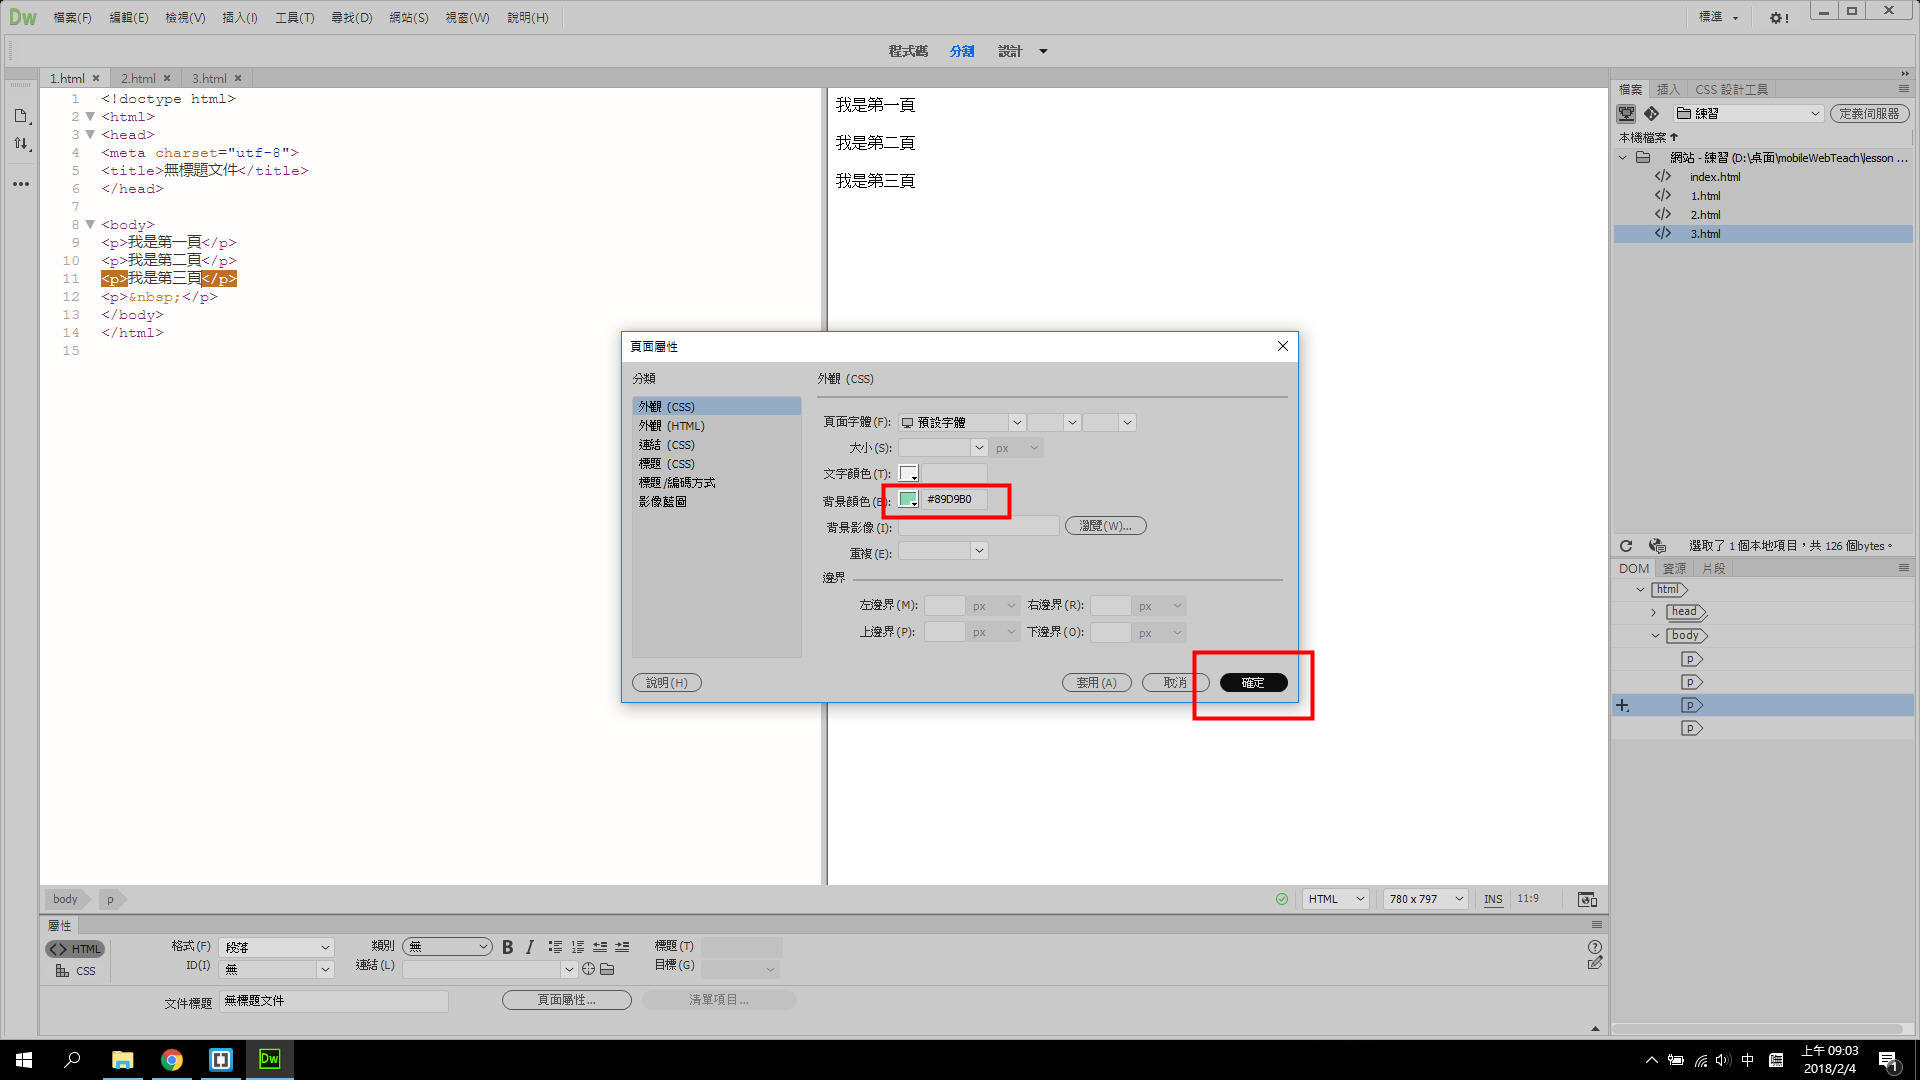 Dw 檔案(F) 編輯(E) 檢視(V) 插入(I) 工具(T) 尋找(D) 網站(S) 視窗(W) 說明(H) 標準
程式碼 分割 設計
1.html 2.html 3.html
1 <!doctype html>
2 <html>
3 <head>
4 <meta charset="utf-8">
5 <title>無標題文件</title>
6 </head>
7
8 <body>
9 <p>我是第一頁</p>
10 <p>我是第二頁</p>
11 <p>我是第三頁</p>
12 <p>&nbsp;</p>
13 </body>
14 </html>
15
我是第一頁
我是第二頁
我是第三頁
頁面屬性
分類
外觀 (CSS)
外觀 (HTML)
連結 (CSS)
標題 (CSS)
標題/編碼方式
影像藍圖
外觀 (CSS)
頁面字體(F): 預設字體
大小(S): px
文字顏色(T):
背景顏色(B): #89D9B0
背景影像(I): 瀏覽(W)...
重複(E):
邊界
左邊界(M): px 右邊界(R): px
上邊界(P): px 下邊界(O): px
說明(H) 套用(A) 取消 確定
檔案 插入 CSS 設計工具
練習 定義伺服器
本機檔案
網站 - 練習 (D:\桌面\mobileWebTeach\lesson ...
index.html
1.html
2.html
3.html
選取了 1 個本地項目，共 126 個bytes。
DOM 資源 片段
html
head
body
p
p
p
p
body p HTML 780 x 797 INS 11:9
屬性
HTML 格式(F) 段落 類別 無 B I 標題(T)
CSS ID(I) 無 連結(L) 目標(G)
文件標題 無標題文件 頁面屬性... 清單項目...
Dw 中 上午 09:03
2018/2/4 1